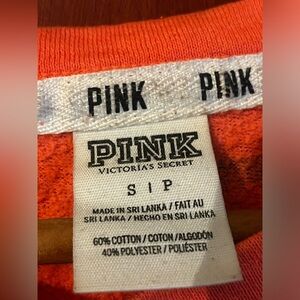 PINK PINK
PINK
VICTORIA'S SECRET
S | P
MADE IN SRI LANKA / FAIT AU
SRI LANKA / HECHO EN SRI LANKA
60% COTTON / COTON / ALGODÓN
40% POLYESTER / POLIÉSTER